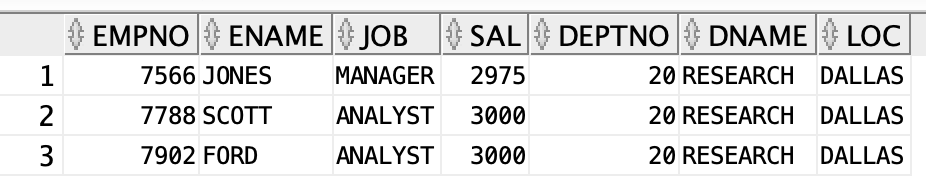 EMPNO ENAME JOB SAL DEPTNO DNAME LOC
1 7566 JONES MANAGER 2975 20 RESEARCH DALLAS
2 7788 SCOTT ANALYST 3000 20 RESEARCH DALLAS
3 7902 FORD ANALYST 3000 20 RESEARCH DALLAS